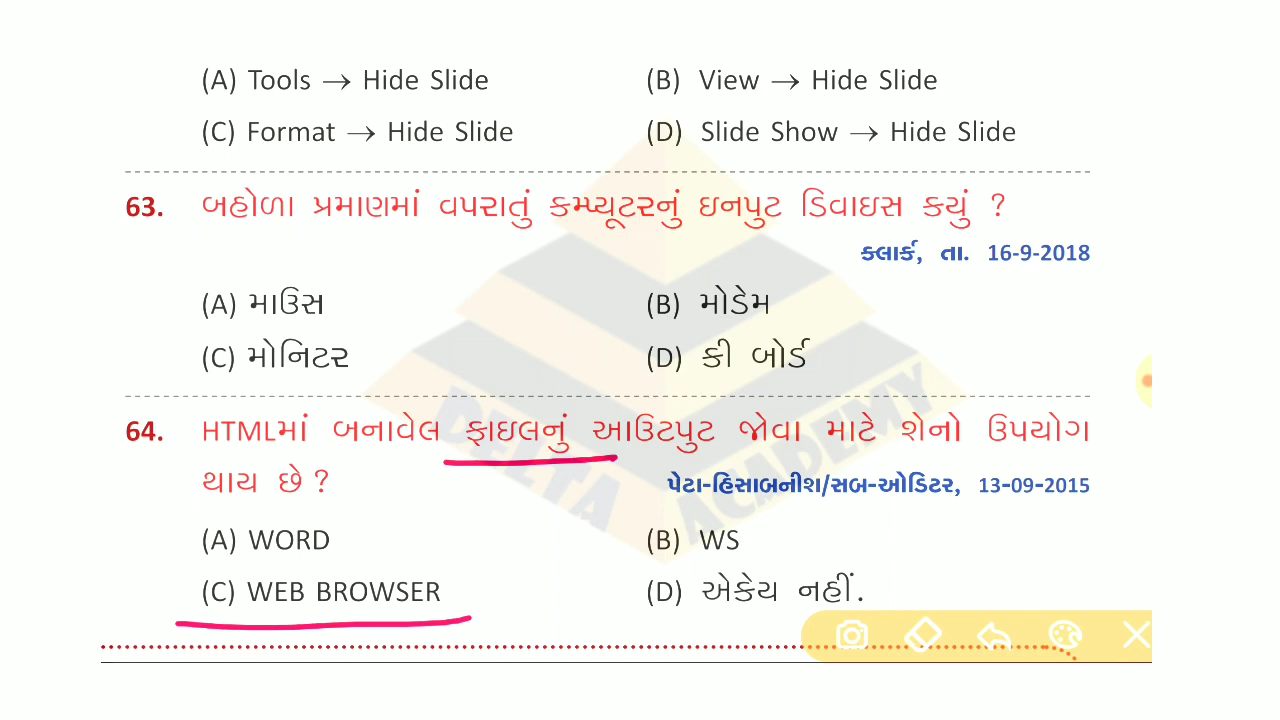 (A) Tools → Hide Slide (B) View → Hide Slide
(C) Format → Hide Slide (D) Slide Show → Hide Slide
63. બહોળા પ્રમાણમાં વપરાતું કમ્પ્યૂટરનું ઇનપુટ ડિવાઇસ કયું ?
ક્લાર્ક, તા. 16-9-2018
(A) માઉસ (B) મોડેમ
(C) મોનિટર (D) કી બોર્ડ
64. HTMLમાં બનાવેલ ફાઇલનું આઉટપુટ જોવા માટે શેનો ઉપયોગ
થાય છે ? પેટા-હિસાબનીશ/સબ-ઓડિટર, 13-09-2015
(A) WORD (B) WS
(C) WEB BROWSER (D) એકેય નહીં.
DELTA ACADEMY